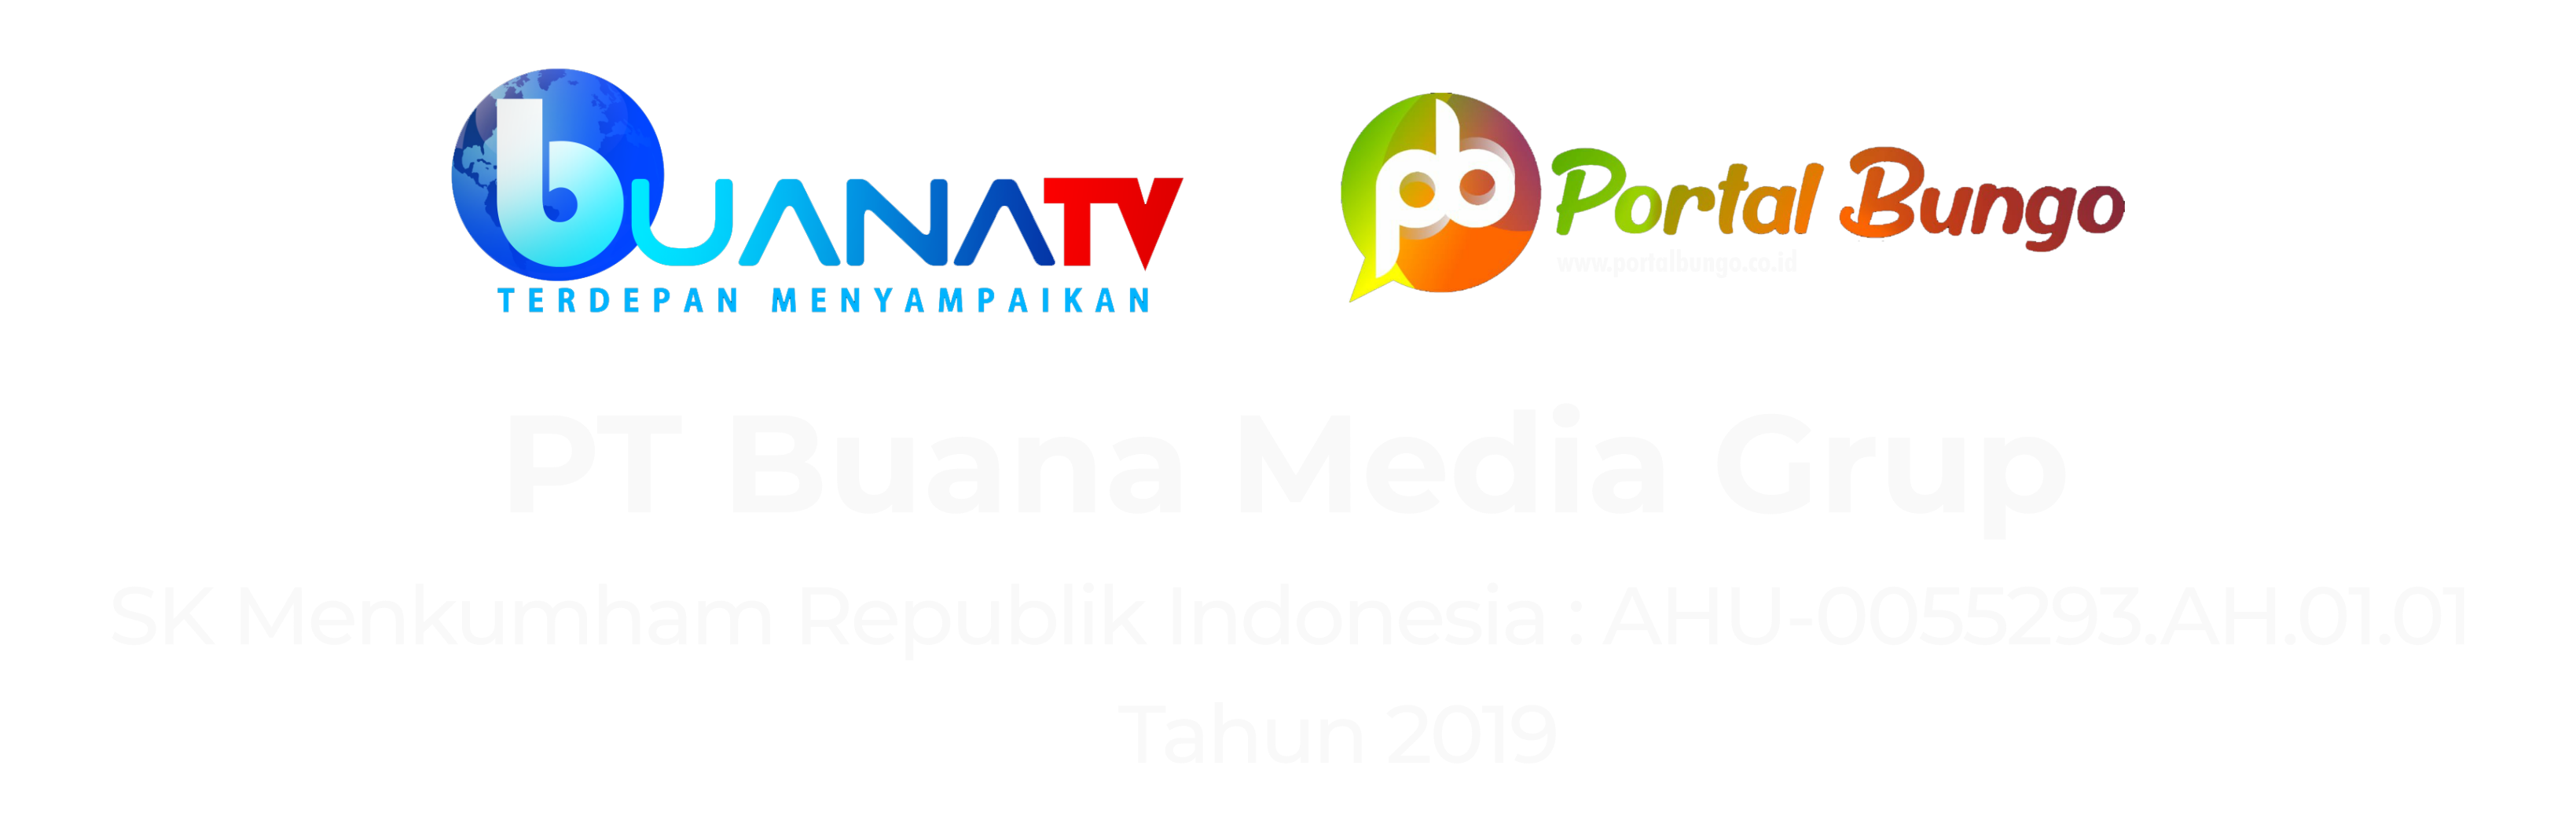 bUANATV
TERDEPAN MENYAMPAIKAN
pb Portal Bungo
www.portalbungo.co.id
PT Buana Media Grup
SK Menkumham Republik Indonesia : AHU-0055293.AH.01.01
Tahun 2019